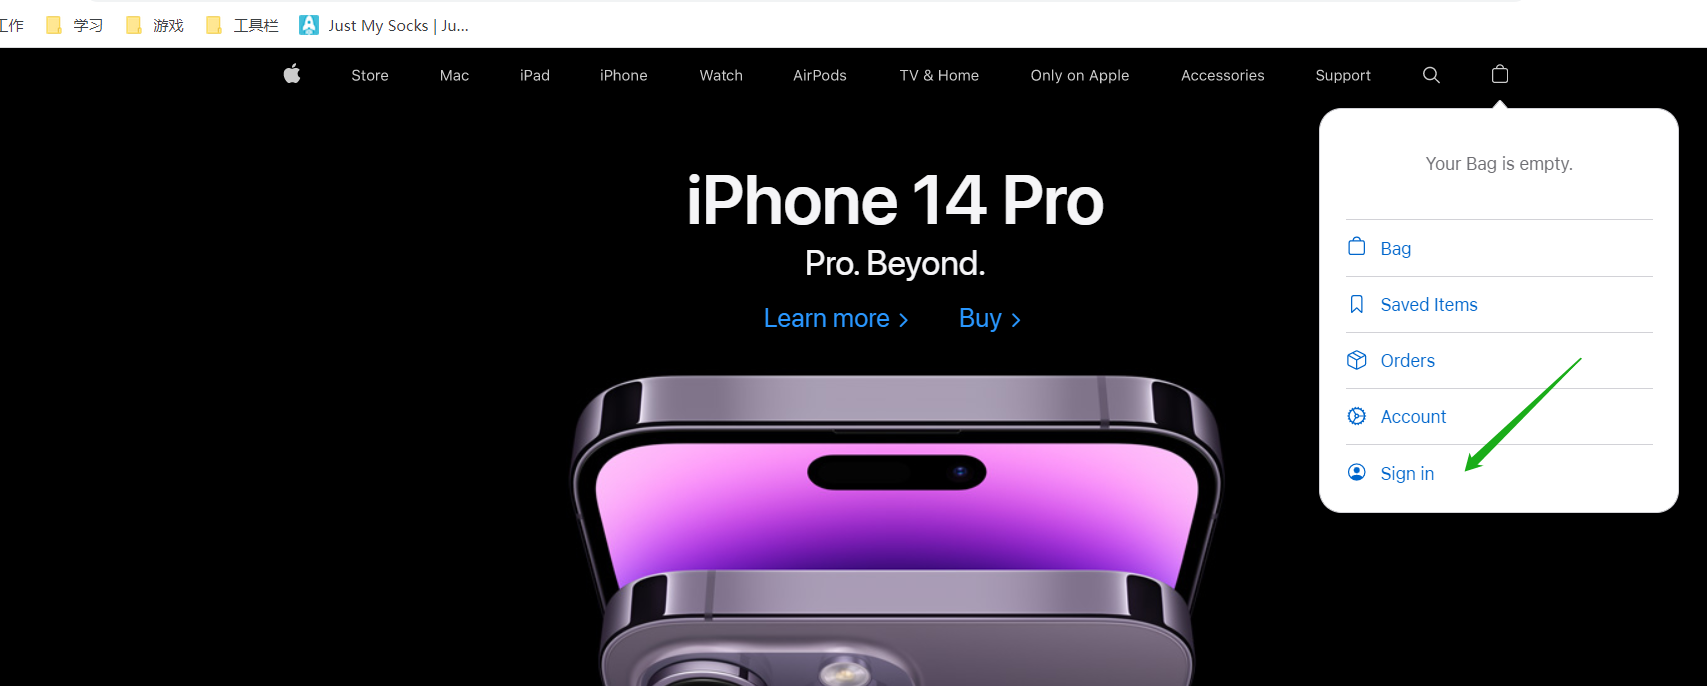 工作 学习 游戏 工具栏 Just My Socks | Ju...
Store Mac iPad iPhone Watch AirPods TV & Home Only on Apple Accessories Support
Your Bag is empty.
iPhone 14 Pro
Pro. Beyond.
Learn more > Buy >
Bag
Saved Items
Orders
Account
Sign in